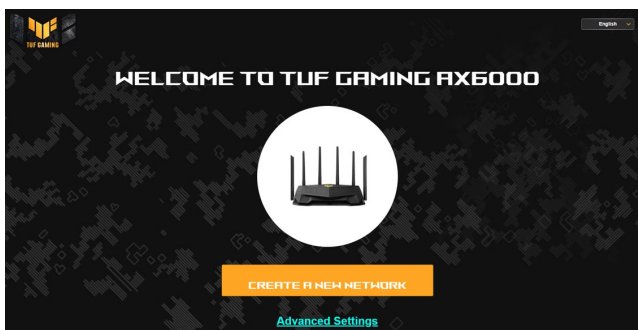 TUF GAMING
English
WELCOME TO TUF GAMING AX6000
CREATE A NEW NETWORK
Advanced Settings